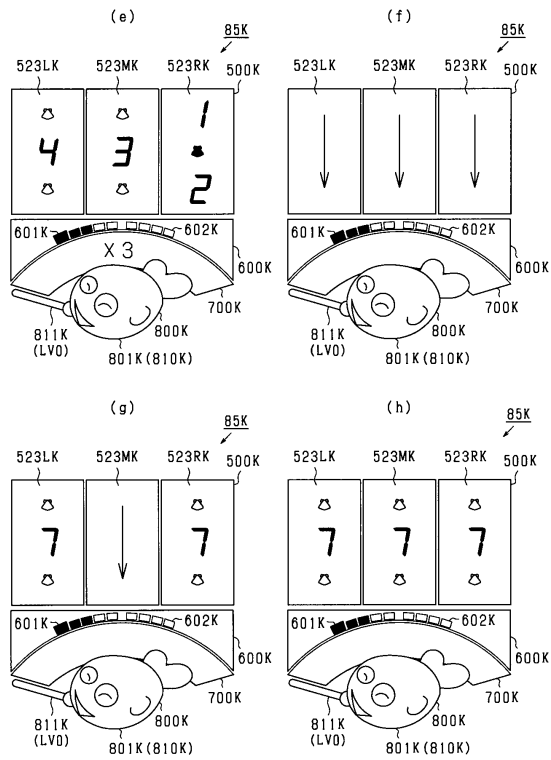 (e)
85K
523LK 523MK 523RK 500K
4 3 1
2
601K 602K
X3
600K
700K
811K
(LV0)
800K
801K(810K)
(f)
85K
523LK 523MK 523RK 500K
601K 602K
600K
700K
811K
(LV0)
800K
801K(810K)
(g)
85K
523LK 523MK 523RK 500K
7 7
601K 602K
600K
700K
811K
(LV0)
800K
801K(810K)
(h)
85K
523LK 523MK 523RK 500K
7 7 7
601K 602K
600K
700K
811K
(LV0)
800K
801K(810K)